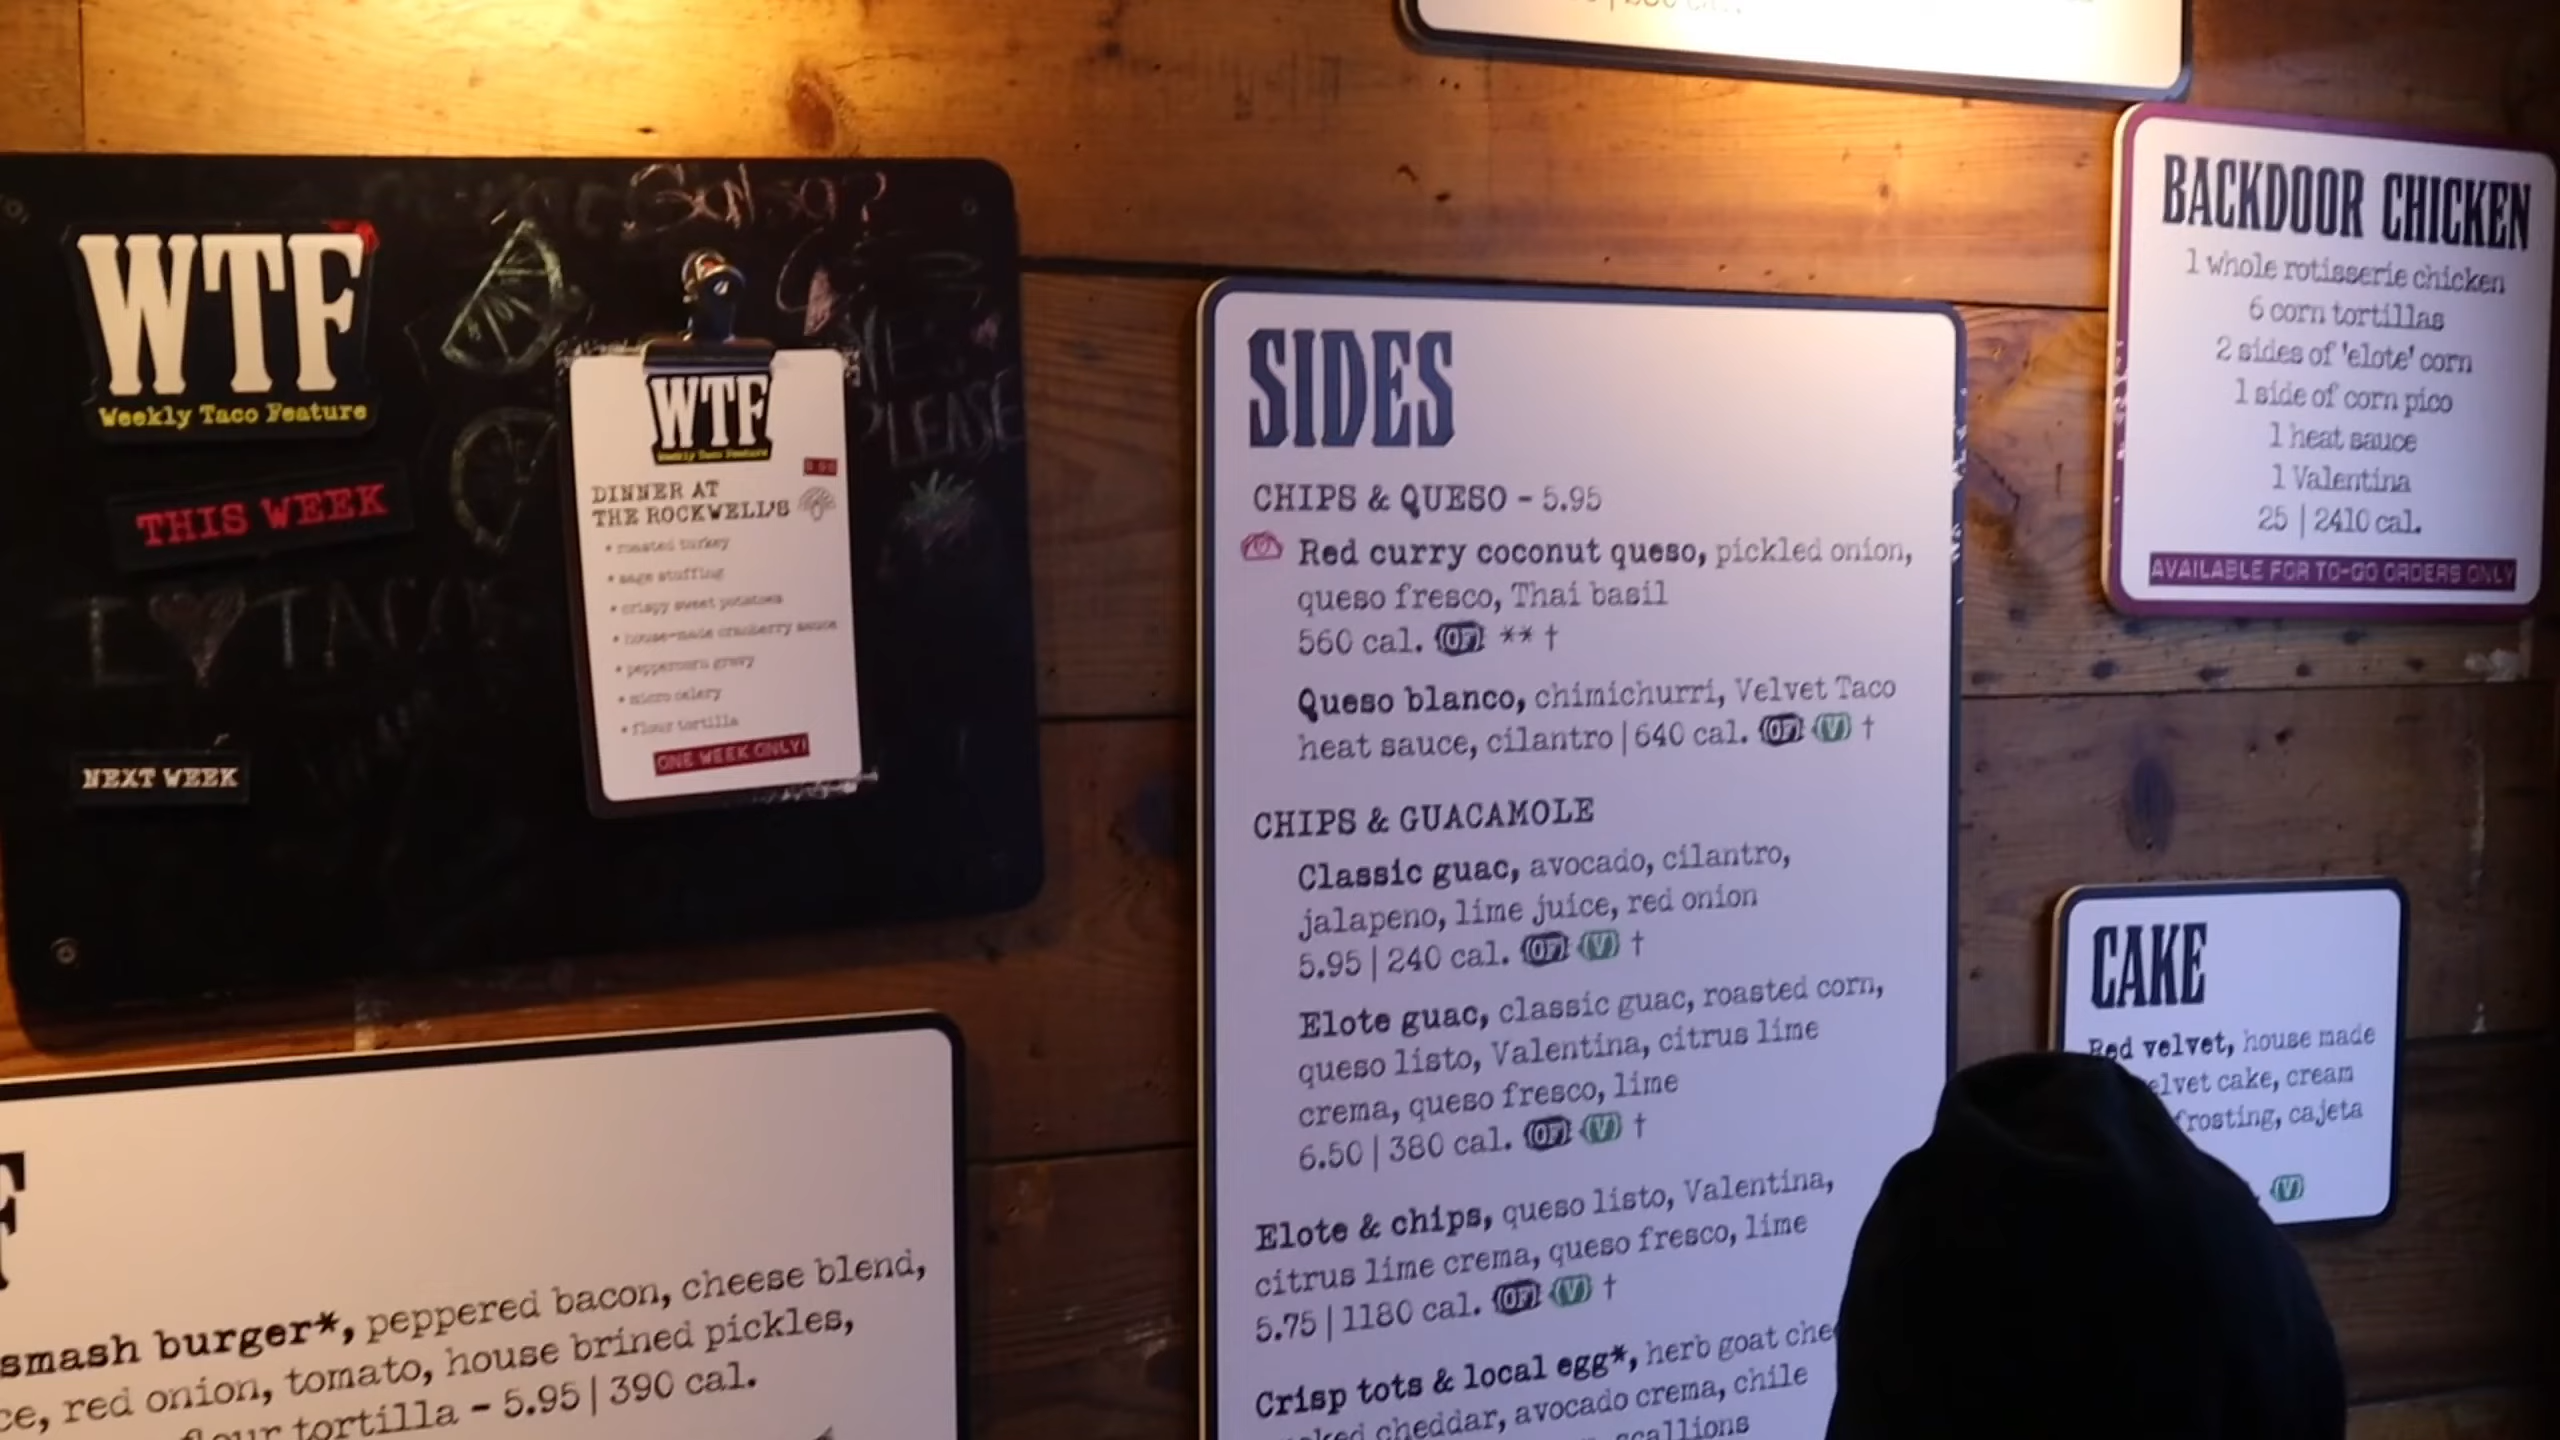 Salsa?
YES
PLEASE
WTF
Weekly Taco Feature
THIS WEEK
I TACOS
NEXT WEEK
WTF
Weekly Taco Feature
DINNER AT
THE ROCKWELL'S
• roasted turkey
• sage stuffing
• crispy sweet potatoes
• house-made cranberry sauce
• peppercorn gravy
• micro celery
• flour tortilla
ONE WEEK ONLY!
smash burger*, peppered bacon, cheese blend,
red onion, tomato, house brined pickles,
flour tortilla – 5.95 | 390 cal.
SIDES
CHIPS & QUESO – 5.95
Red curry coconut queso, pickled onion,
queso fresco, Thai basil
560 cal. GF ** †
Queso blanco, chimichurri, Velvet Taco
heat sauce, cilantro | 640 cal. GF V †
CHIPS & GUACAMOLE
Classic guac, avocado, cilantro,
jalapeno, lime juice, red onion
5.95 | 240 cal. GF V †
Elote guac, classic guac, roasted corn,
queso listo, Valentina, citrus lime
crema, queso fresco, lime
6.50 | 380 cal. GF V †
Elote & chips, queso listo, Valentina,
citrus lime crema, queso fresco, lime
5.75 | 1180 cal. GF V †
Crisp tots & local egg*, herb goat
cheddar, avocado crema, chile
scallions
BACKDOOR CHICKEN
1 whole rotisserie chicken
6 corn tortillas
2 sides of 'elote' corn
1 side of corn pico
1 heat sauce
1 Valentina
25 | 2410 cal.
AVAILABLE FOR TO-GO ORDERS ONLY
CAKE
Red velvet, house made
cake, cream
frosting, cajeta
V